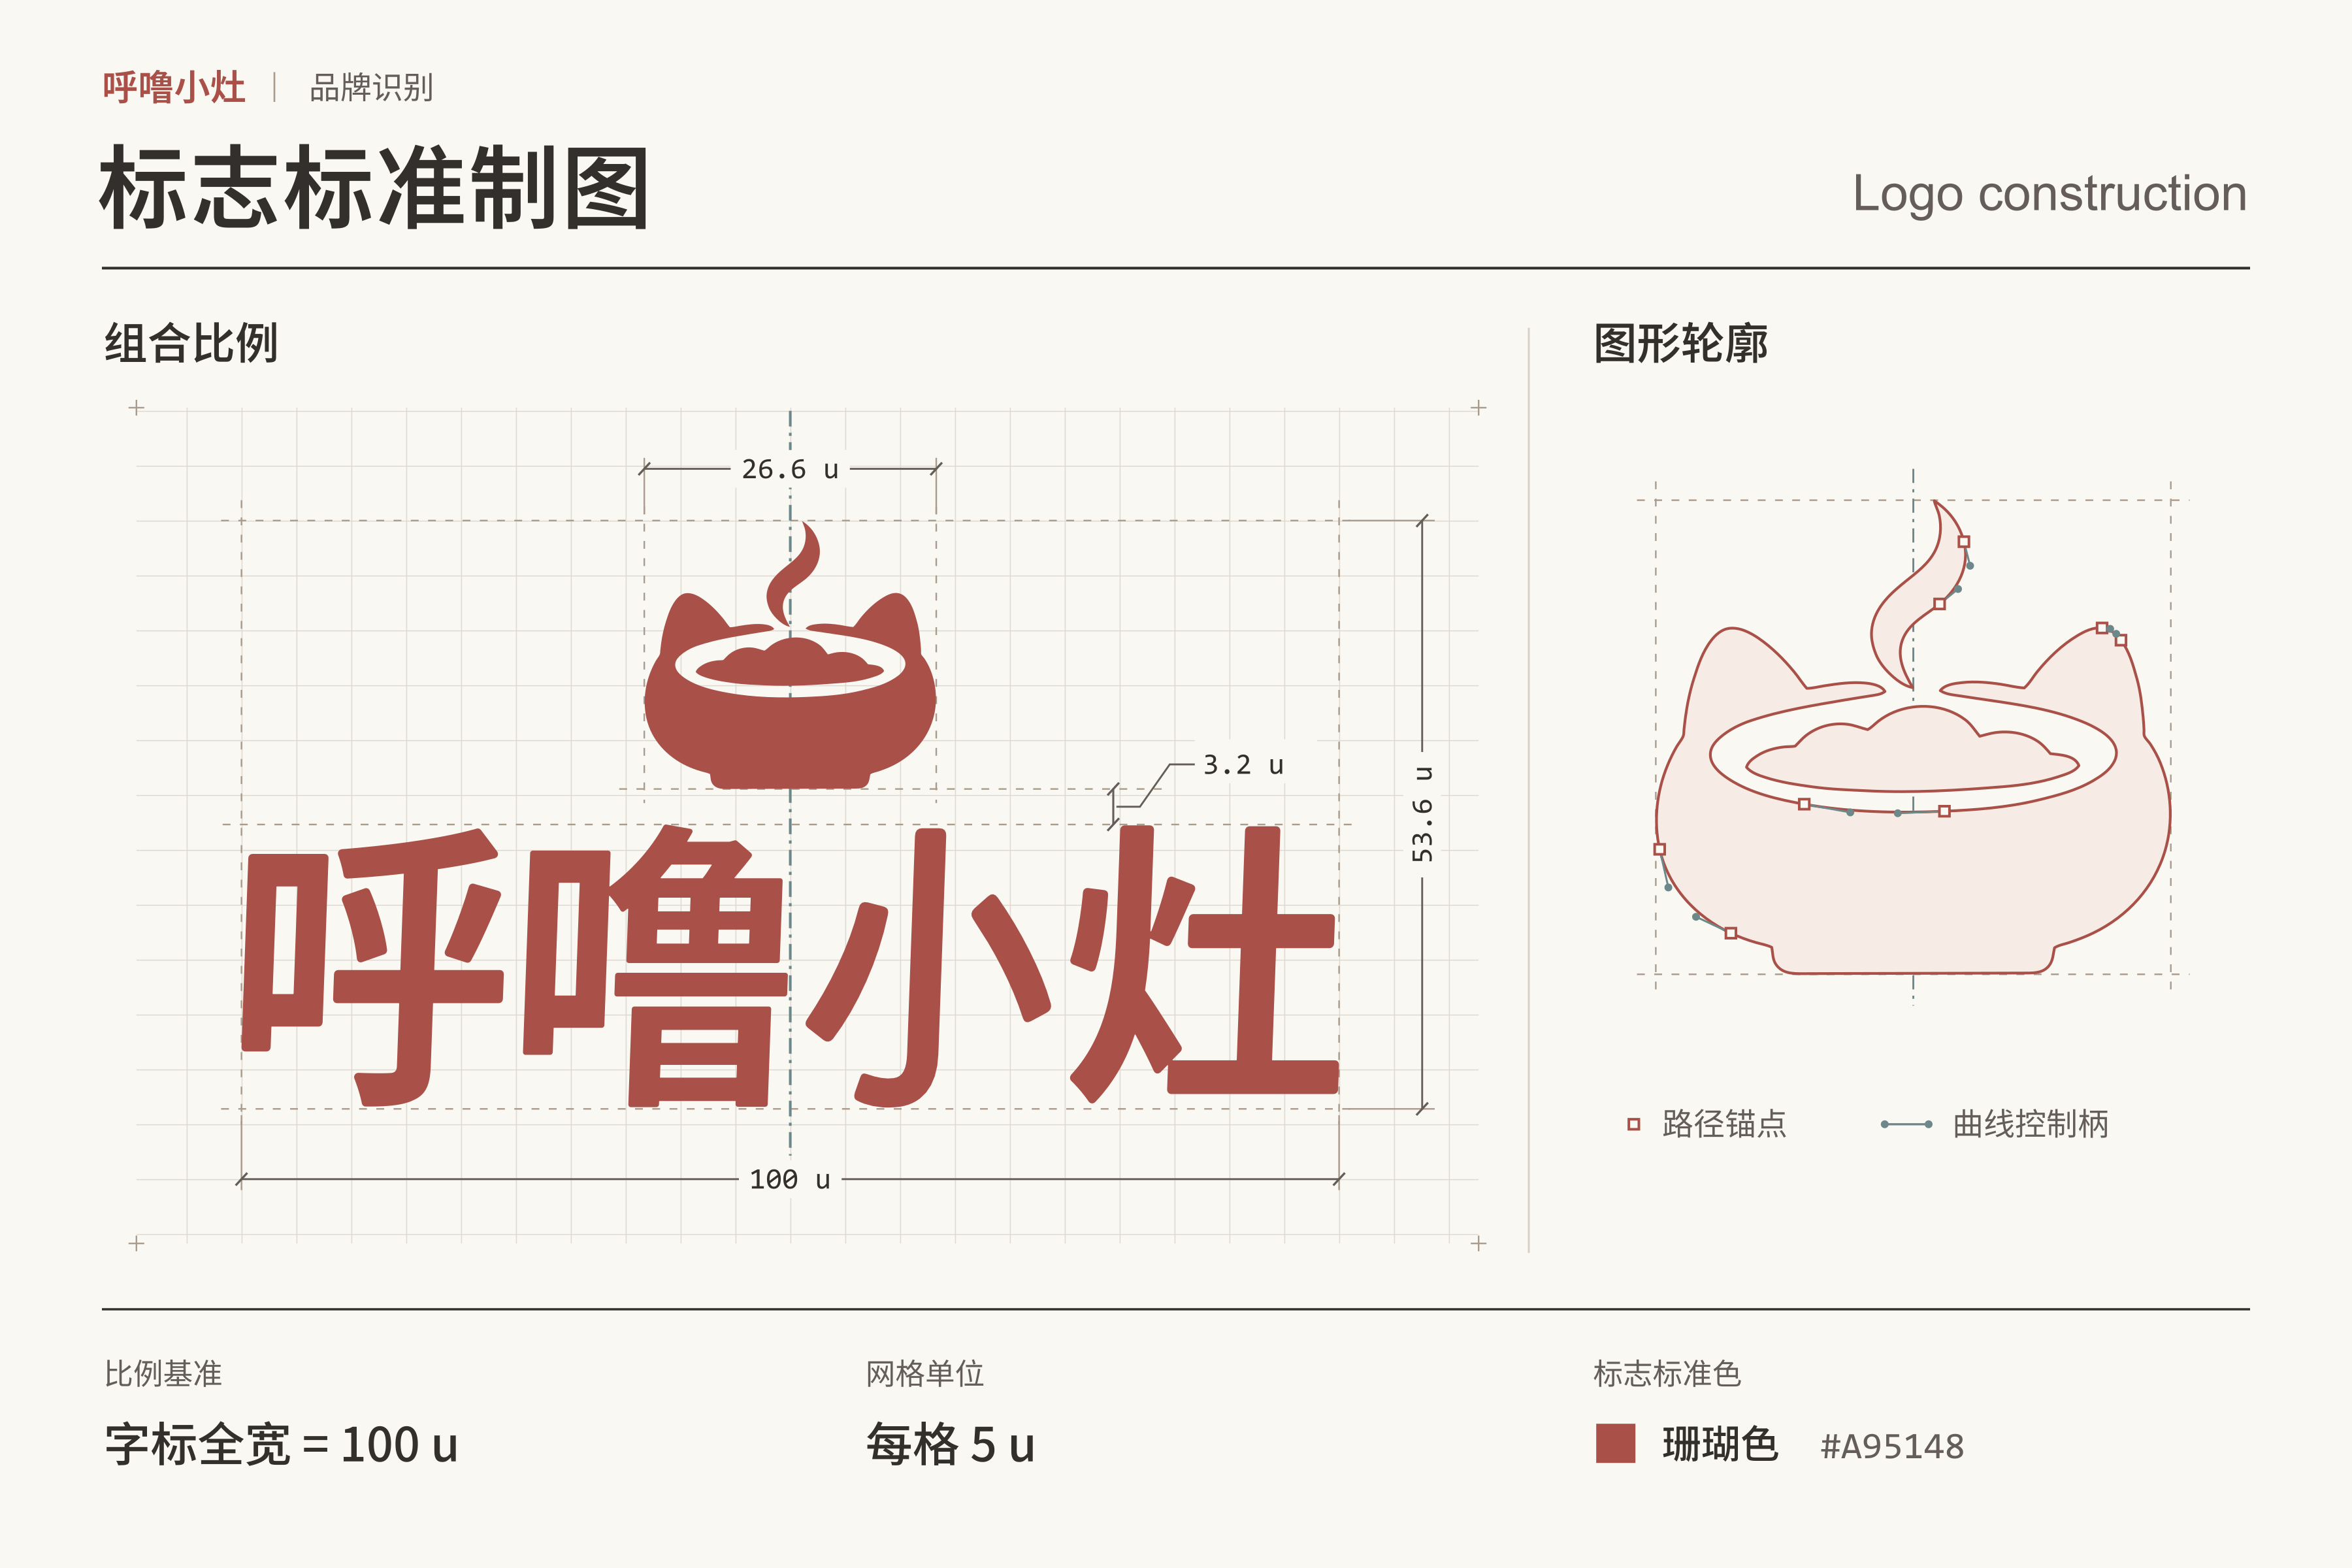 呼噜小灶 | 品牌识别
标志标准制图
Logo construction
组合比例
图形轮廓
26.6 u
3.2 u
53.6 u
呼噜小灶
100 u
路径锚点
曲线控制柄
比例基准
网格单位
标志标准色
字标全宽 = 100 u
每格 5 u
珊瑚色 #A95148